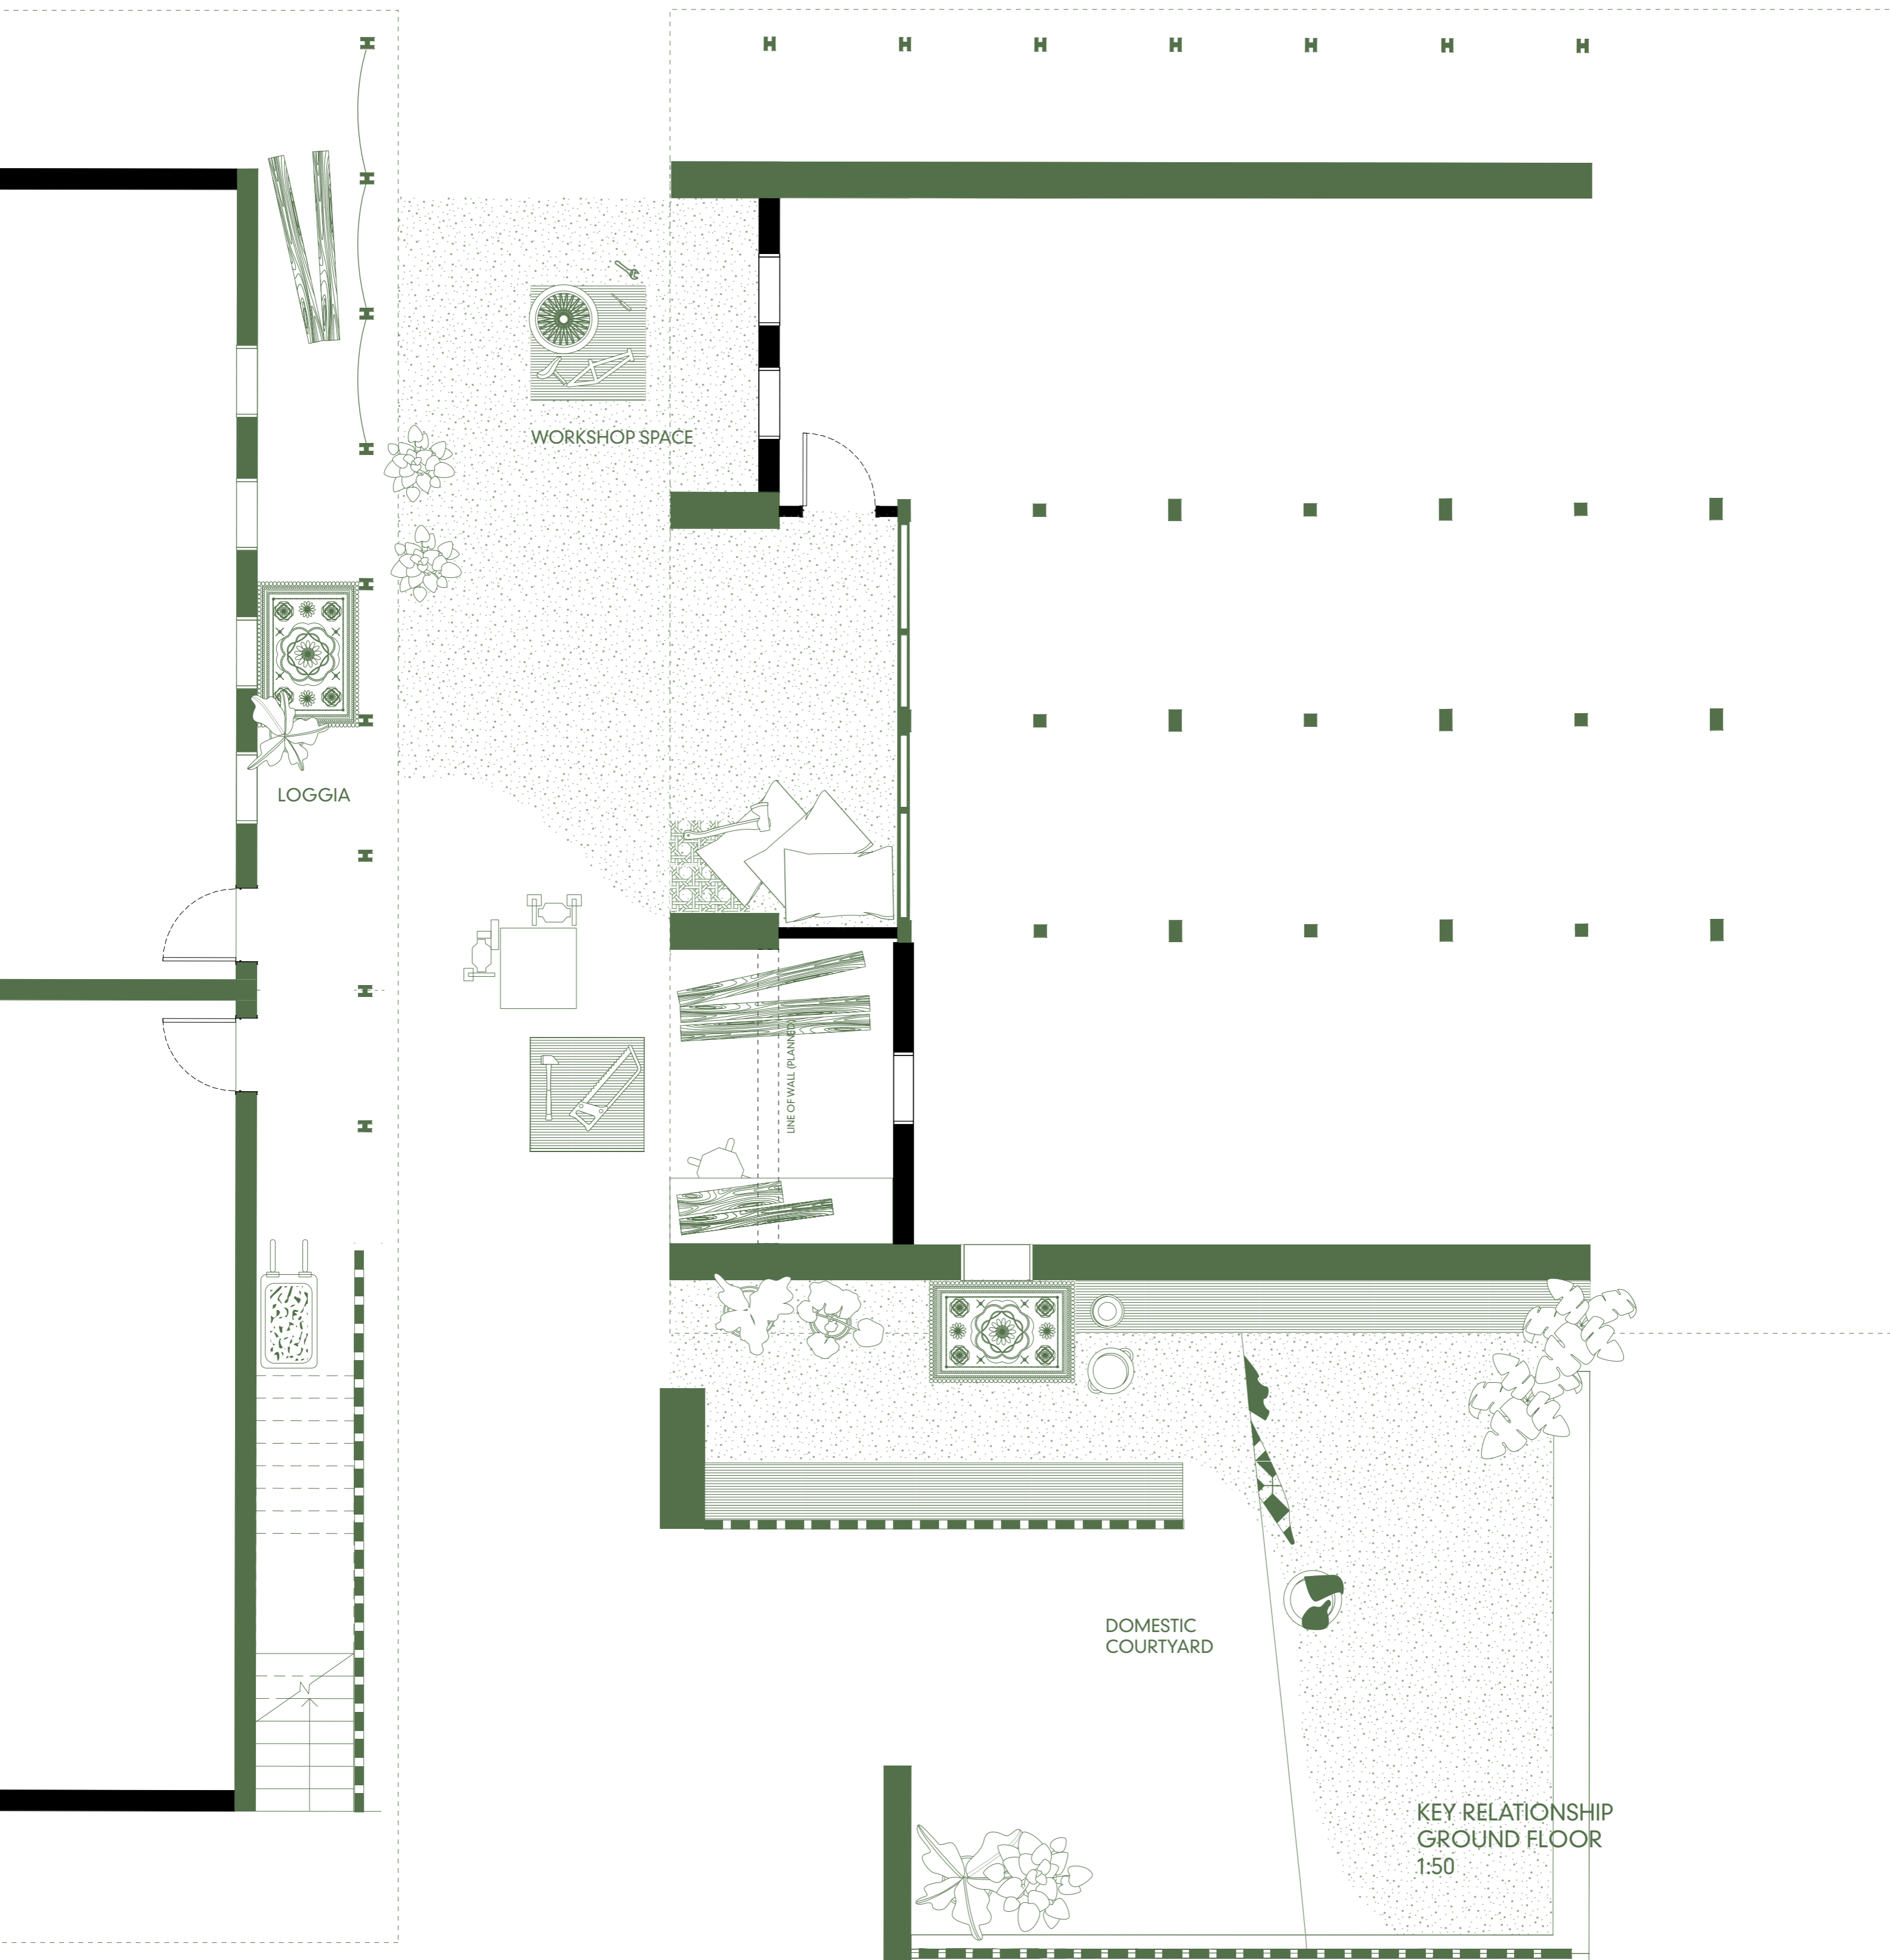 WORKSHOP SPACE
LOGGIA
LINE OF WALL (PLANNED)
DOMESTIC
COURTYARD
KEY RELATIONSHIP
GROUND FLOOR
1:50